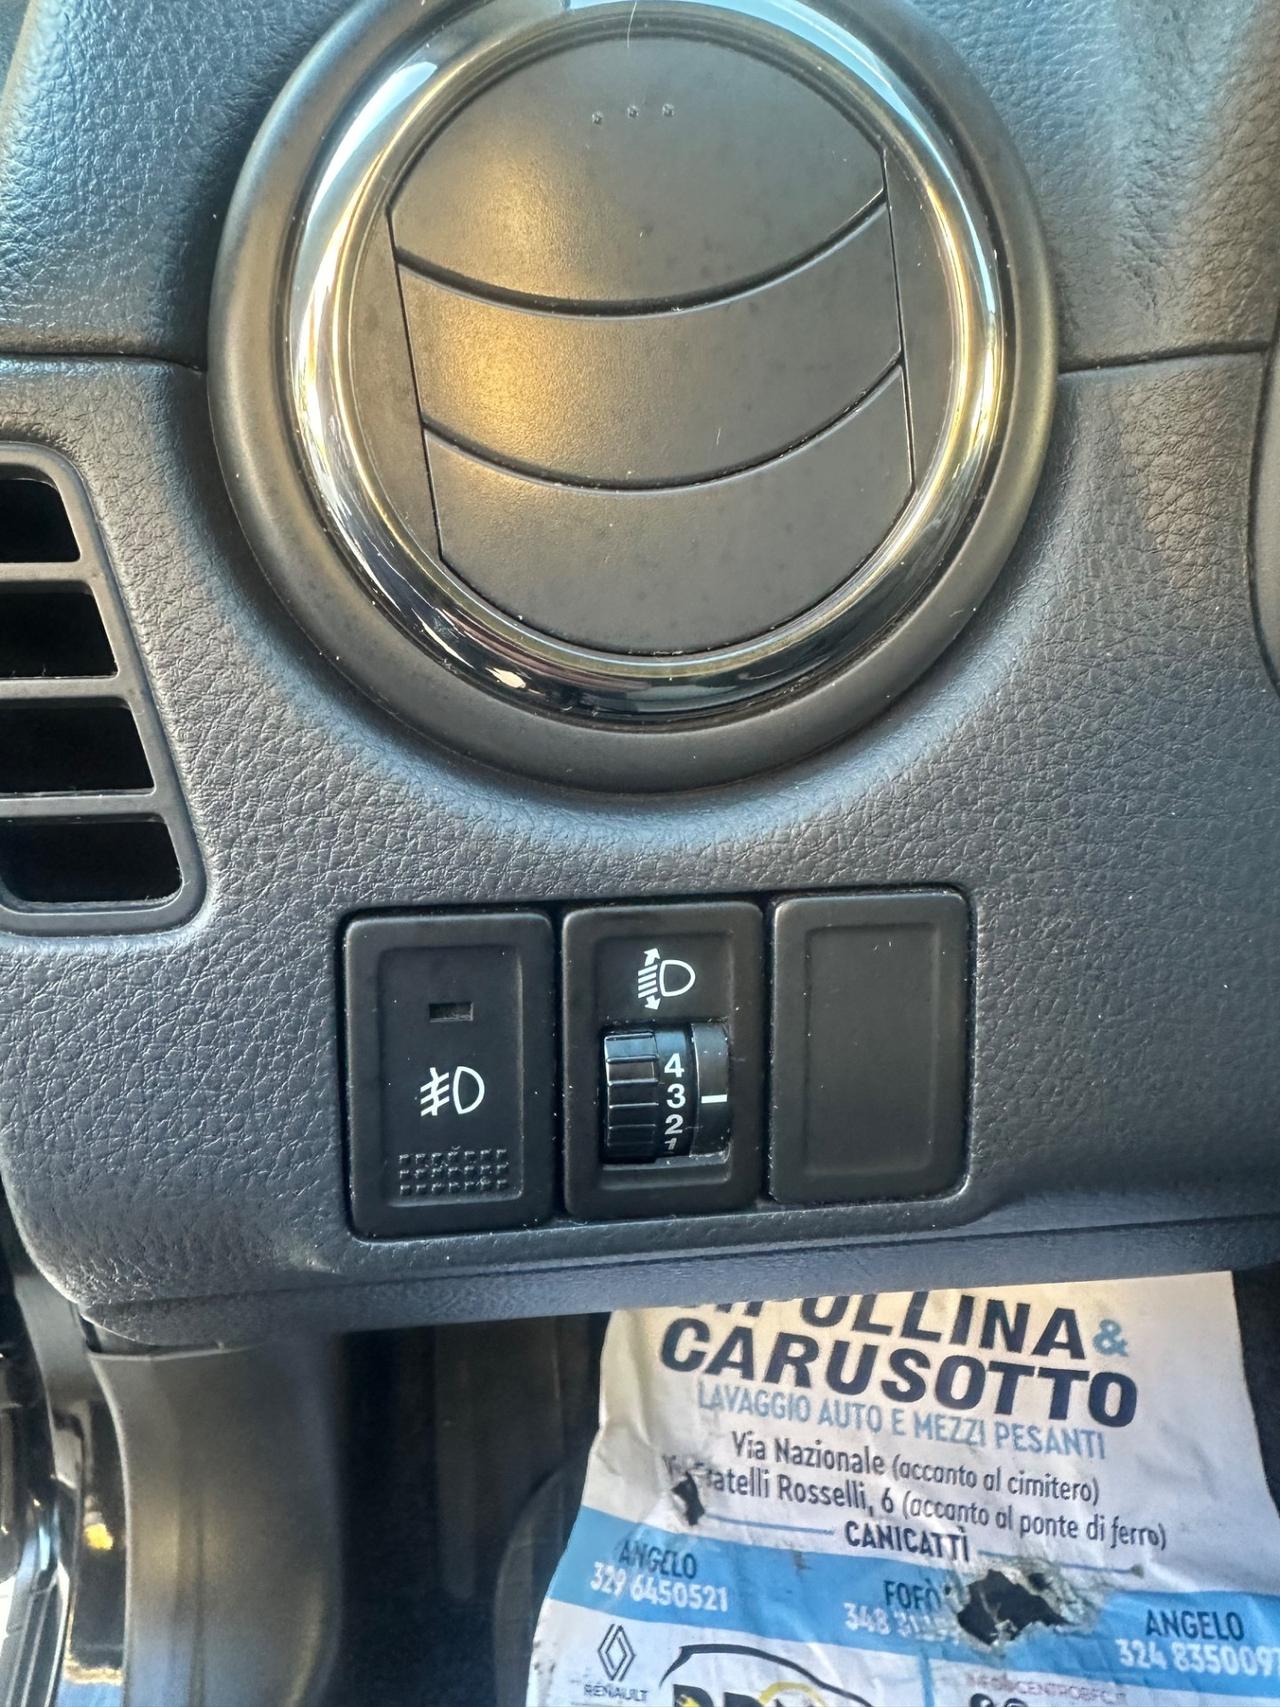 4
3
2
1
&
CARUSOTTO
LAVAGGIO AUTO E MEZZI PESANTI
Via Nazionale (accanto al cimitero)
Rosselli, 6 (accanto al ponte di ferro)
CANICATTÌ
ANGELO
329 6450521
FOFÒ
348
ANGELO
324 8350097
RENAULT